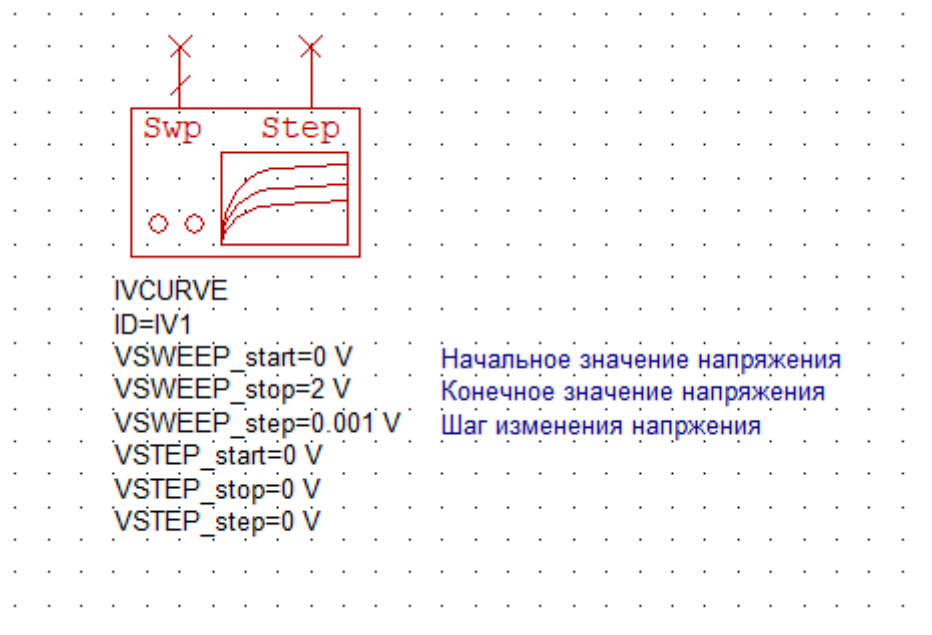 Swp Step
IVCURVE
ID=IV1
VSWEEP_start=0 V Начальное значение напряжения
VSWEEP_stop=2 V Конечное значение напряжения
VSWEEP_step=0.001 V Шаг изменения напржения
VSTEP_start=0 V
VSTEP_stop=0 V
VSTEP_step=0 V